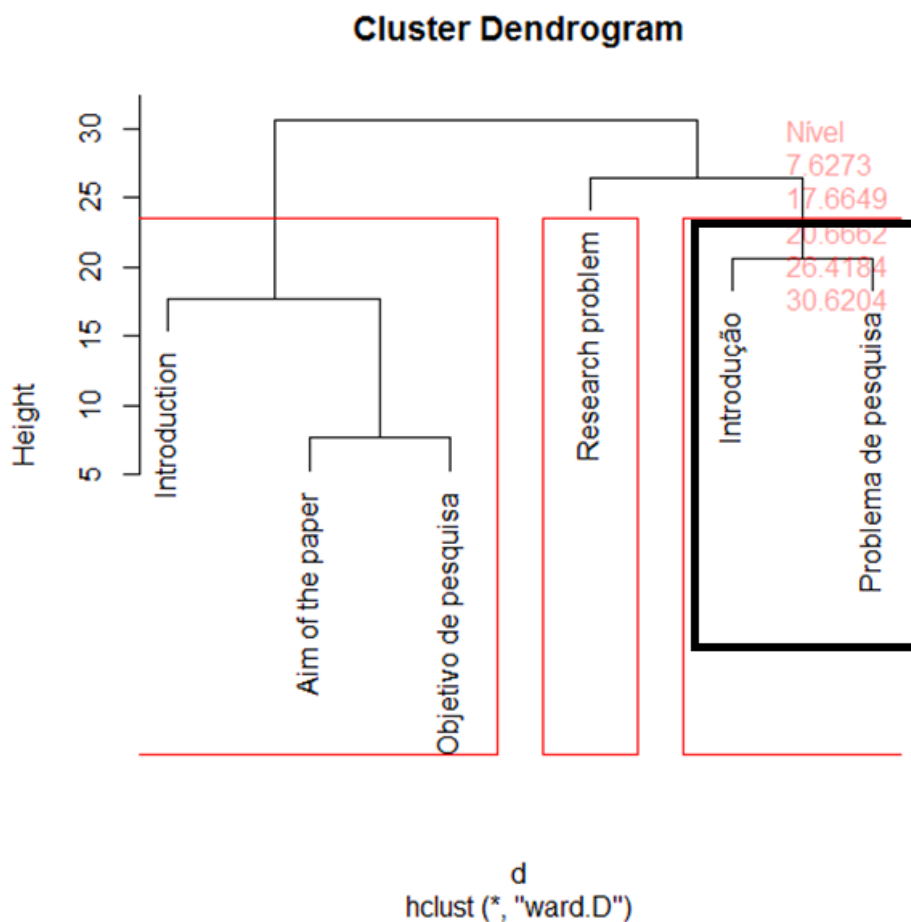 Cluster Dendrogram
Height
30
25
20
15
10
5
Nível
7.6273
17.6649
20.6662
26.4184
30.6204
Introduction
Aim of the paper
Objetivo de pesquisa
Research problem
Introdução
Problema de pesquisa
d
hclust (*, "ward.D")